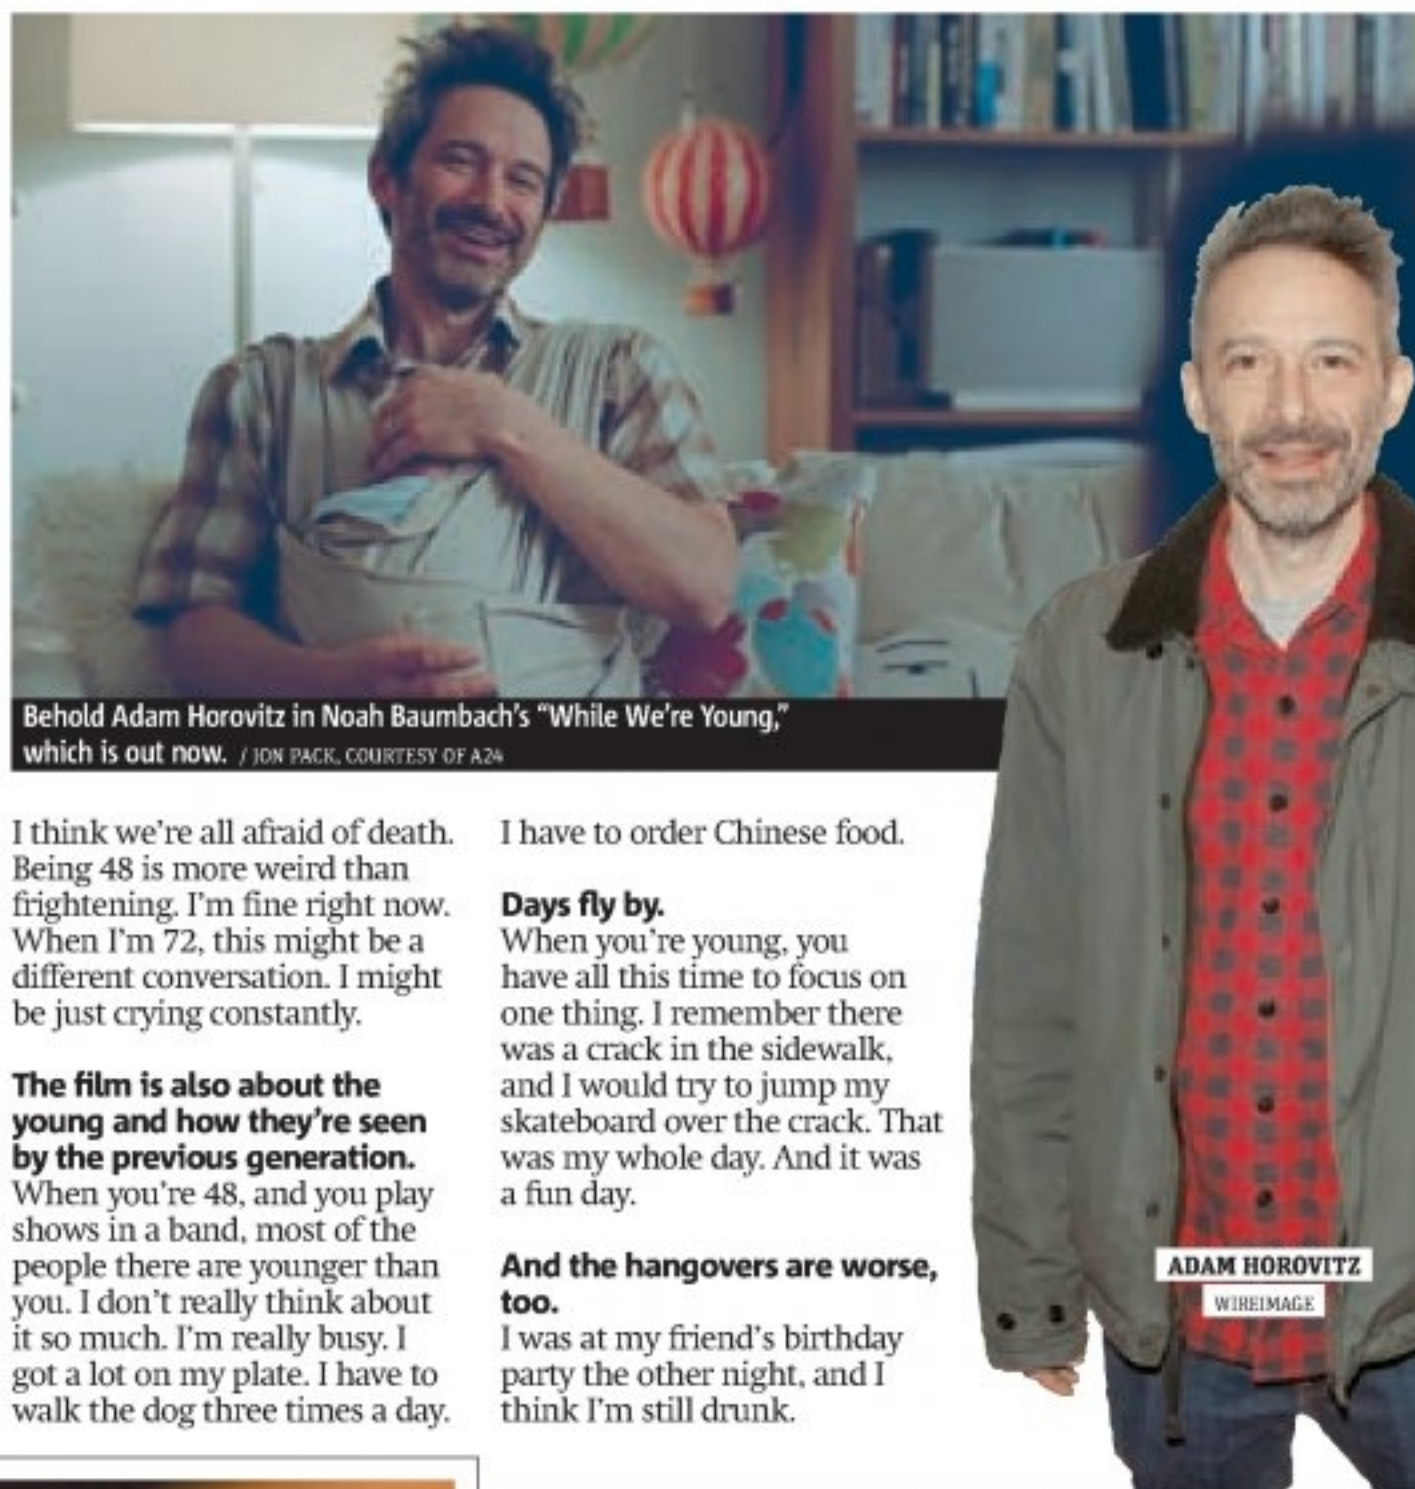 Behold Adam Horovitz in Noah Baumbach's "While We're Young,"
which is out now. / JON PACK, COURTESY OF A24
I think we're all afraid of death.
Being 48 is more weird than
frightening. I'm fine right now.
When I'm 72, this might be a
different conversation. I might
be just crying constantly.
The film is also about the
young and how they're seen
by the previous generation.
When you're 48, and you play
shows in a band, most of the
people there are younger than
you. I don't really think about
it so much. I'm really busy. I
got a lot on my plate. I have to
walk the dog three times a day.
I have to order Chinese food.
Days fly by.
When you're young, you
have all this time to focus on
one thing. I remember there
was a crack in the sidewalk,
and I would try to jump my
skateboard over the crack. That
was my whole day. And it was
a fun day.
And the hangovers are worse,
too.
I was at my friend's birthday
party the other night, and I
think I'm still drunk.
ADAM HOROVITZ
WIREIMAGE